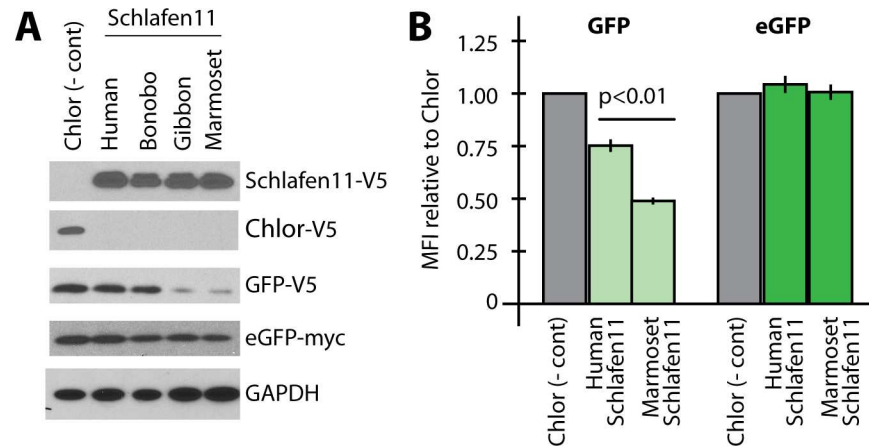 A
Schlafen11
Chlor (- cont)
Human
Bonobo
Gibbon
Marmoset
Schlafen11-V5
Chlor-V5
GFP-V5
eGFP-myc
GAPDH
B
GFP
eGFP
MFI relative to Chlor
1.25
1.00
0.75
0.50
0.25
0
p<0.01
Chlor (- cont)
Human
Schlafen11
Marmoset
Schlafen11
Chlor (- cont)
Human
Schlafen11
Marmoset
Schlafen11